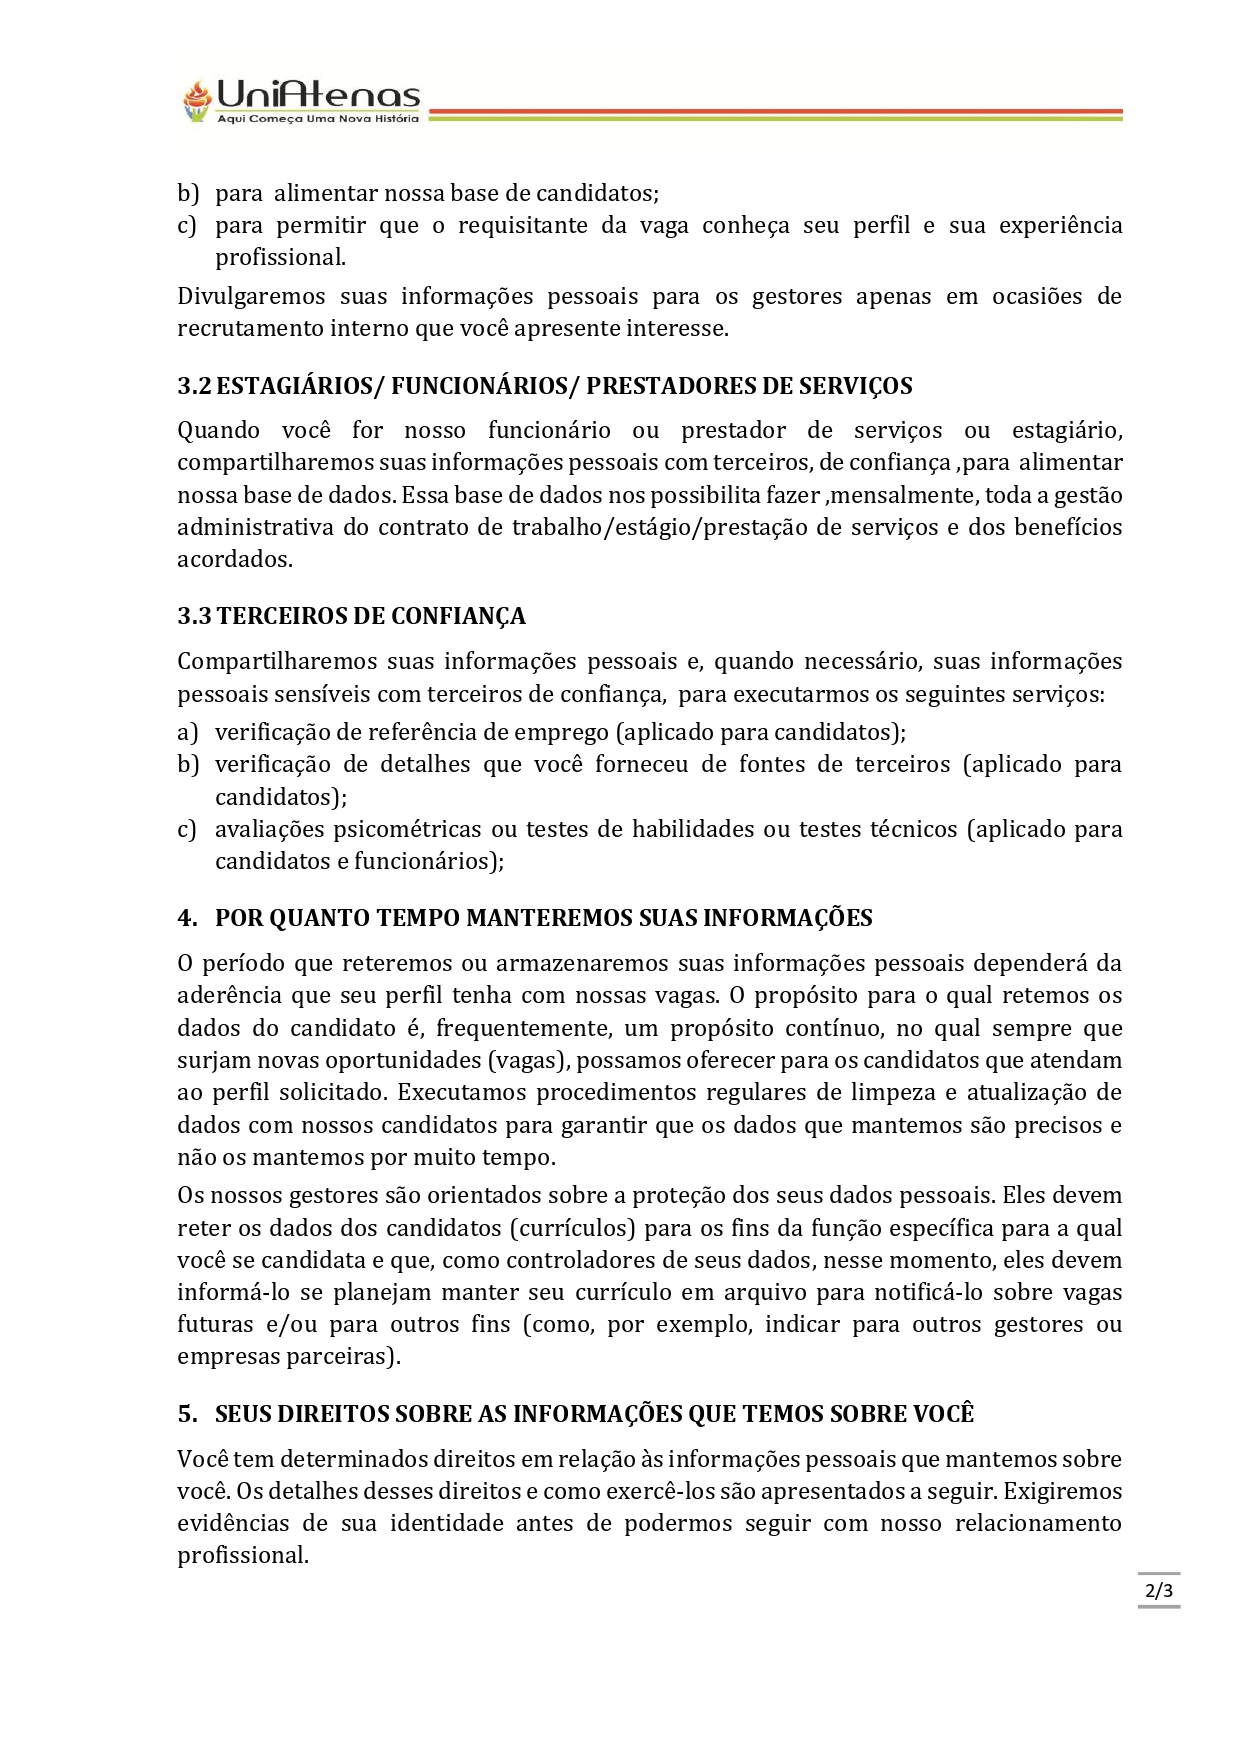 UniAtenas
Aqui Começa Uma Nova História
b) para alimentar nossa base de candidatos;
c) para permitir que o requisitante da vaga conheça seu perfil e sua experiência
profissional.
Divulgaremos suas informações pessoais para os gestores apenas em ocasiões de
recrutamento interno que você apresente interesse.
3.2 ESTAGIÁRIOS/ FUNCIONÁRIOS/ PRESTADORES DE SERVIÇOS
Quando você for nosso funcionário ou prestador de serviços ou estagiário,
compartilharemos suas informações pessoais com terceiros, de confiança ,para alimentar
nossa base de dados. Essa base de dados nos possibilita fazer ,mensalmente, toda a gestão
administrativa do contrato de trabalho/estágio/prestação de serviços e dos benefícios
acordados.
3.3 TERCEIROS DE CONFIANÇA
Compartilharemos suas informações pessoais e, quando necessário, suas informações
pessoais sensíveis com terceiros de confiança, para executarmos os seguintes serviços:
a) verificação de referência de emprego (aplicado para candidatos);
b) verificação de detalhes que você forneceu de fontes de terceiros (aplicado para
candidatos);
c) avaliações psicométricas ou testes de habilidades ou testes técnicos (aplicado para
candidatos e funcionários);
4. POR QUANTO TEMPO MANTEREMOS SUAS INFORMAÇÕES
O período que reteremos ou armazenaremos suas informações pessoais dependerá da
aderência que seu perfil tenha com nossas vagas. O propósito para o qual retemos os
dados do candidato é, frequentemente, um propósito contínuo, no qual sempre que
surjam novas oportunidades (vagas), possamos oferecer para os candidatos que atendam
ao perfil solicitado. Executamos procedimentos regulares de limpeza e atualização de
dados com nossos candidatos para garantir que os dados que mantemos são precisos e
não os mantemos por muito tempo.
Os nossos gestores são orientados sobre a proteção dos seus dados pessoais. Eles devem
reter os dados dos candidatos (currículos) para os fins da função específica para a qual
você se candidata e que, como controladores de seus dados, nesse momento, eles devem
informá-lo se planejam manter seu currículo em arquivo para notificá-lo sobre vagas
futuras e/ou para outros fins (como, por exemplo, indicar para outros gestores ou
empresas parceiras).
5. SEUS DIREITOS SOBRE AS INFORMAÇÕES QUE TEMOS SOBRE VOCÊ
Você tem determinados direitos em relação às informações pessoais que mantemos sobre
você. Os detalhes desses direitos e como exercê-los são apresentados a seguir. Exigiremos
evidências de sua identidade antes de podermos seguir com nosso relacionamento
profissional.
2/3